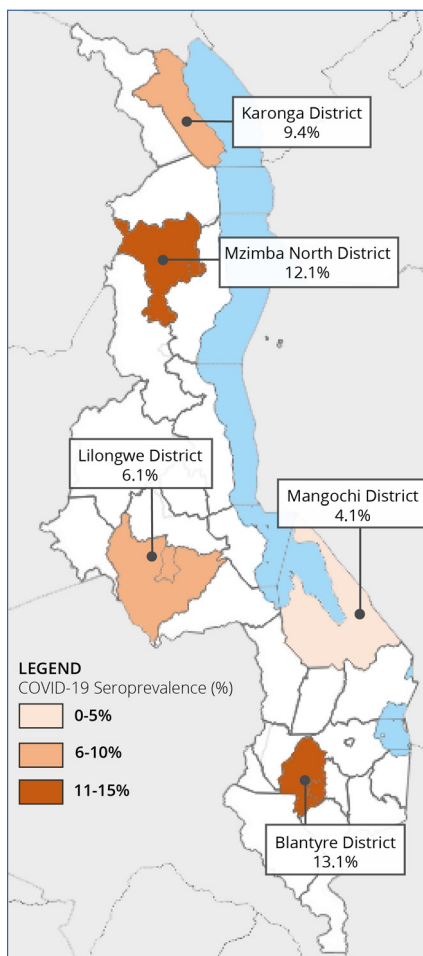 Karonga District
9.4%
Mzimba North District
12.1%
Lilongwe District
6.1%
Mangochi District
4.1%
LEGEND
COVID-19 Seroprevalence (%)
0-5%
6-10%
11-15%
Blantyre District
13.1%